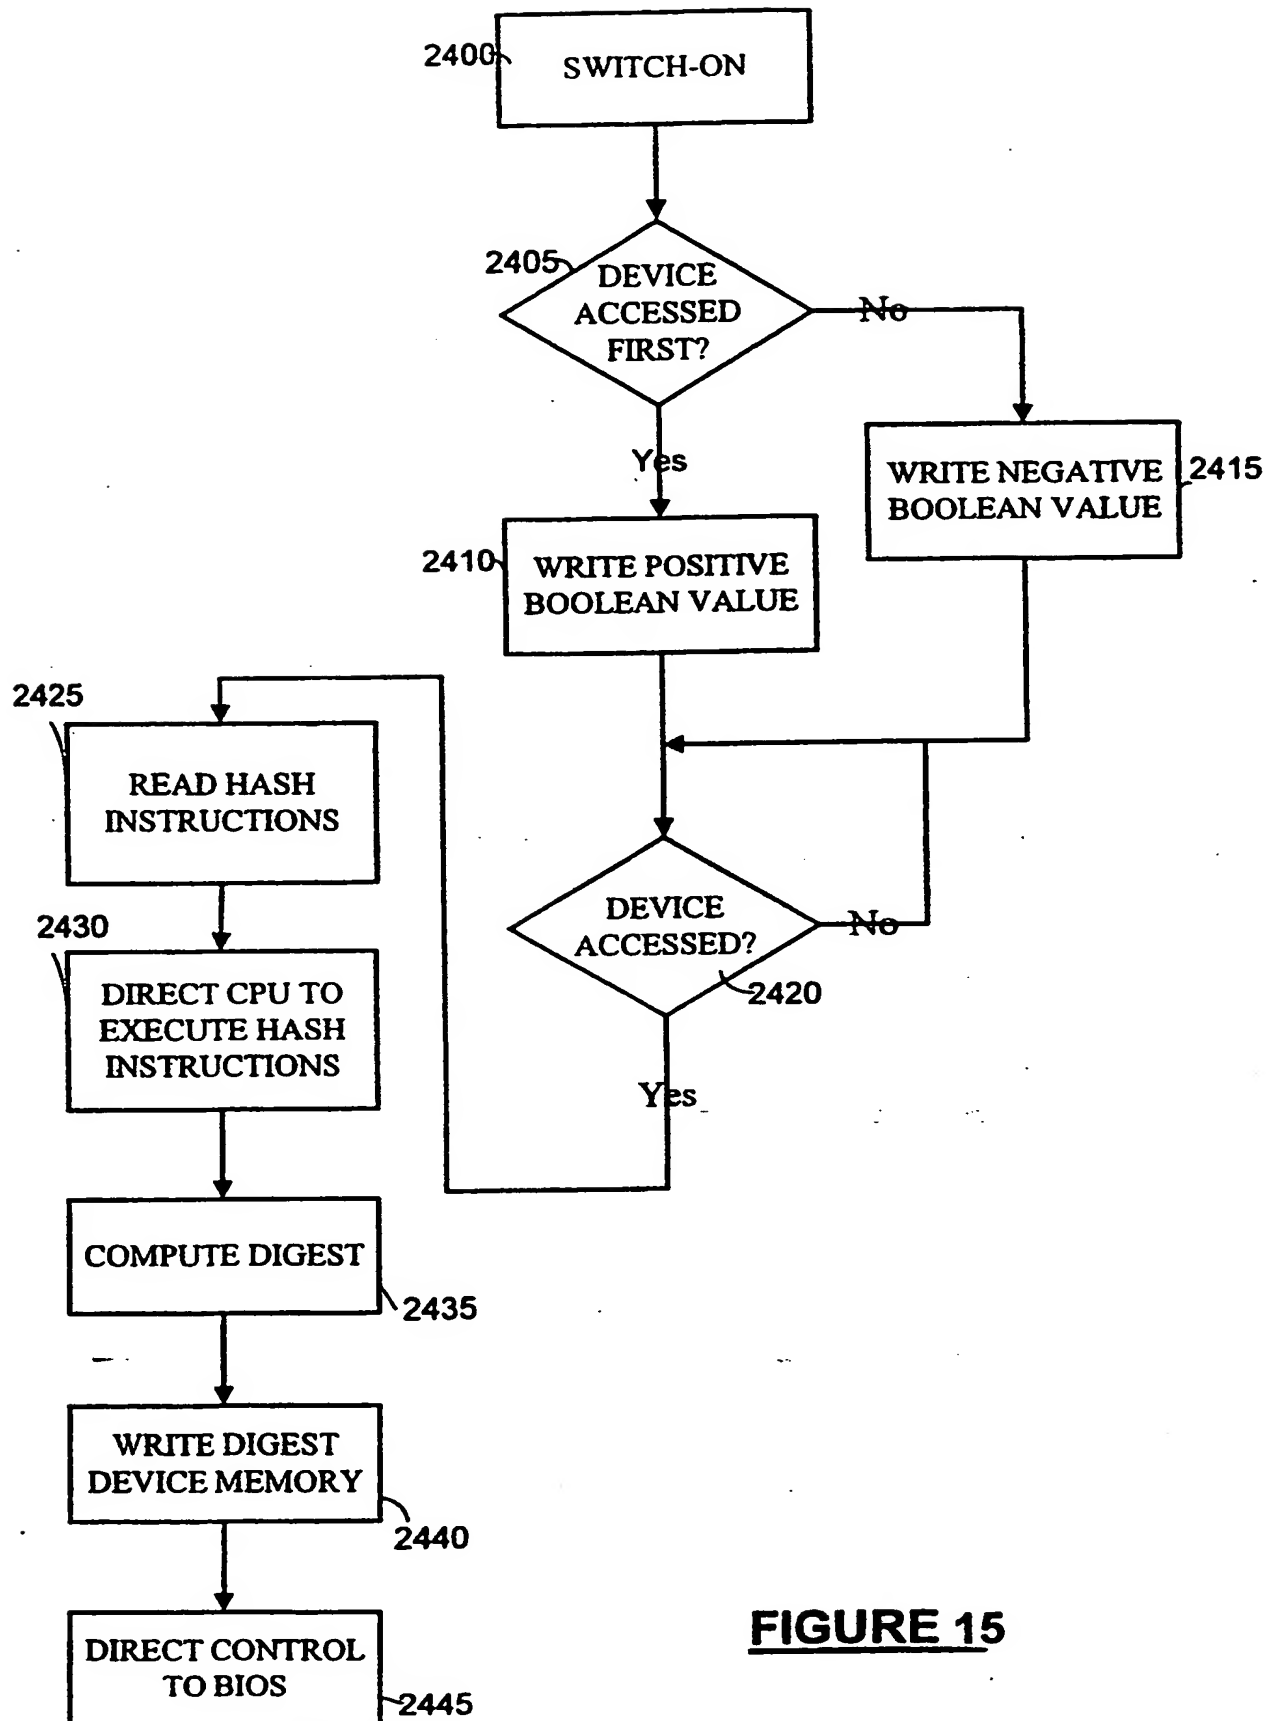 2400
SWITCH-ON
2405
DEVICE
ACCESSED
FIRST?
No
Yes
WRITE NEGATIVE
BOOLEAN VALUE
2415
2410
WRITE POSITIVE
BOOLEAN VALUE
2425
READ HASH
INSTRUCTIONS
DEVICE
ACCESSED?
No
2420
Yes
2430
DIRECT CPU TO
EXECUTE HASH
INSTRUCTIONS
COMPUTE DIGEST
2435
WRITE DIGEST
DEVICE MEMORY
2440
DIRECT CONTROL
TO BIOS
2445
FIGURE 15